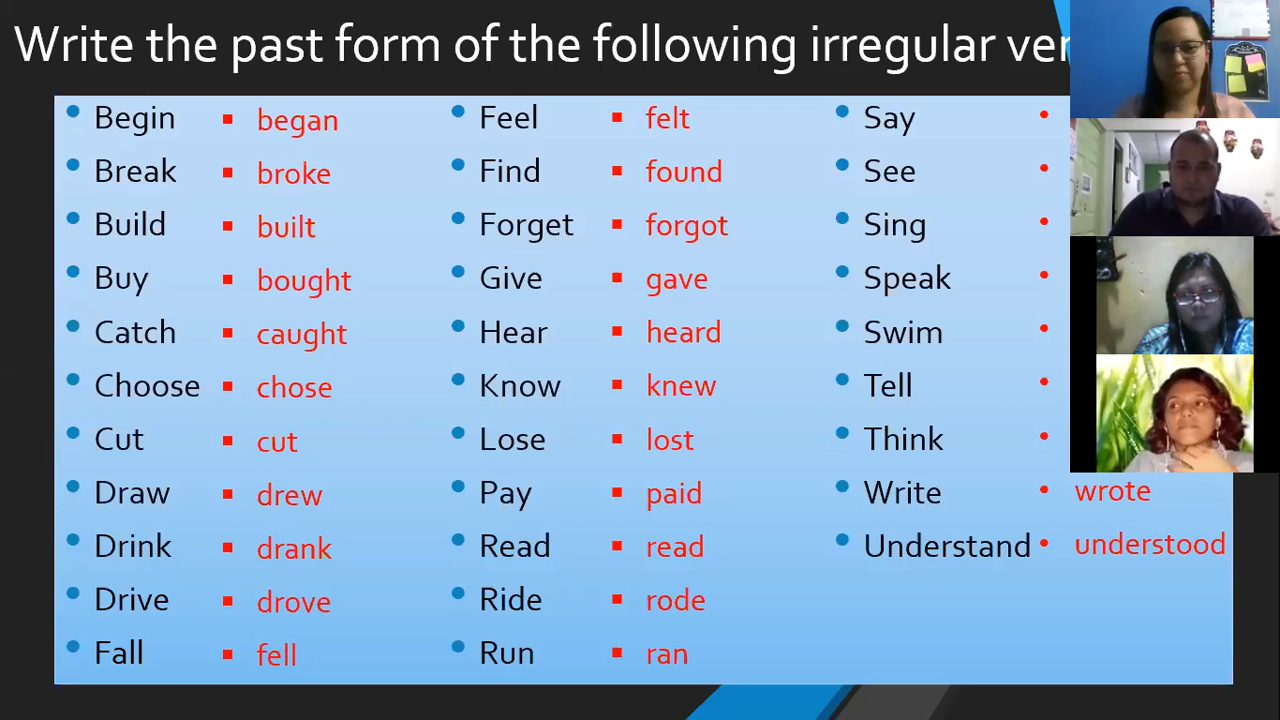 Write the past form of the following irregular
Begin began
Break broke
Build built
Buy bought
Catch caught
Choose chose
Cut cut
Draw drew
Drink drank
Drive drove
Fall fell
Feel felt
Find found
Forget forgot
Give gave
Hear heard
Know knew
Lose lost
Pay paid
Read read
Ride rode
Run ran
Say
See
Sing
Speak
Swim
Tell
Think
Write wrote
Understand understood